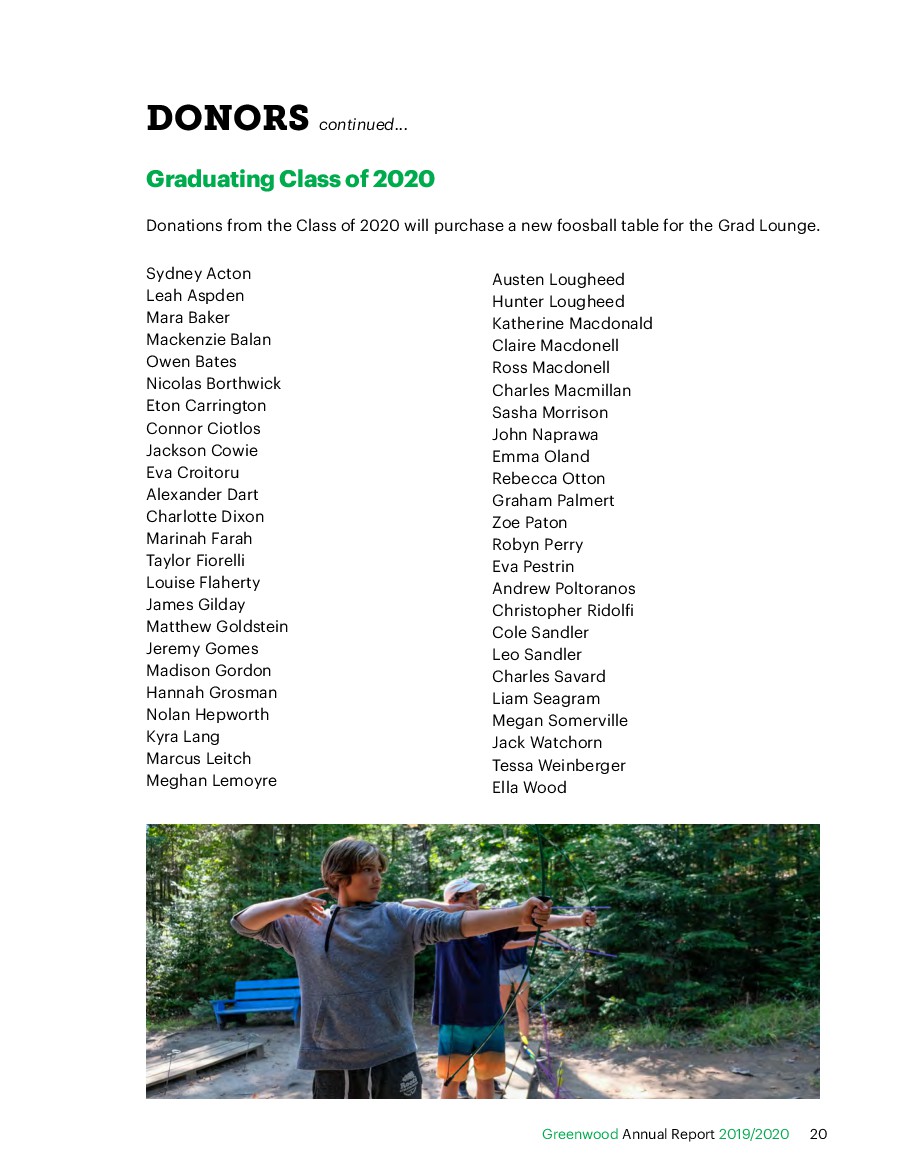 DONORS continued...
Graduating Class of 2020
Donations from the Class of 2020 will purchase a new foosball table for the Grad Lounge.
Sydney Acton
Leah Aspden
Mara Baker
Mackenzie Balan
Owen Bates
Nicolas Borthwick
Eton Carrington
Connor Ciotlos
Jackson Cowie
Eva Croitoru
Alexander Dart
Charlotte Dixon
Marinah Farah
Taylor Fiorelli
Louise Flaherty
James Gilday
Matthew Goldstein
Jeremy Gomes
Madison Gordon
Hannah Grosman
Nolan Hepworth
Kyra Lang
Marcus Leitch
Meghan Lemoyre
Austen Lougheed
Hunter Lougheed
Katherine Macdonald
Claire Macdonell
Ross Macdonell
Charles Macmillan
Sasha Morrison
John Naprawa
Emma Oland
Rebecca Otton
Graham Palmert
Zoe Paton
Robyn Perry
Eva Pestrin
Andrew Poltoranos
Christopher Ridolfi
Cole Sandler
Leo Sandler
Charles Savard
Liam Seagram
Megan Somerville
Jack Watchorn
Tessa Weinberger
Ella Wood
Roots
Greenwood Annual Report 2019/2020 20